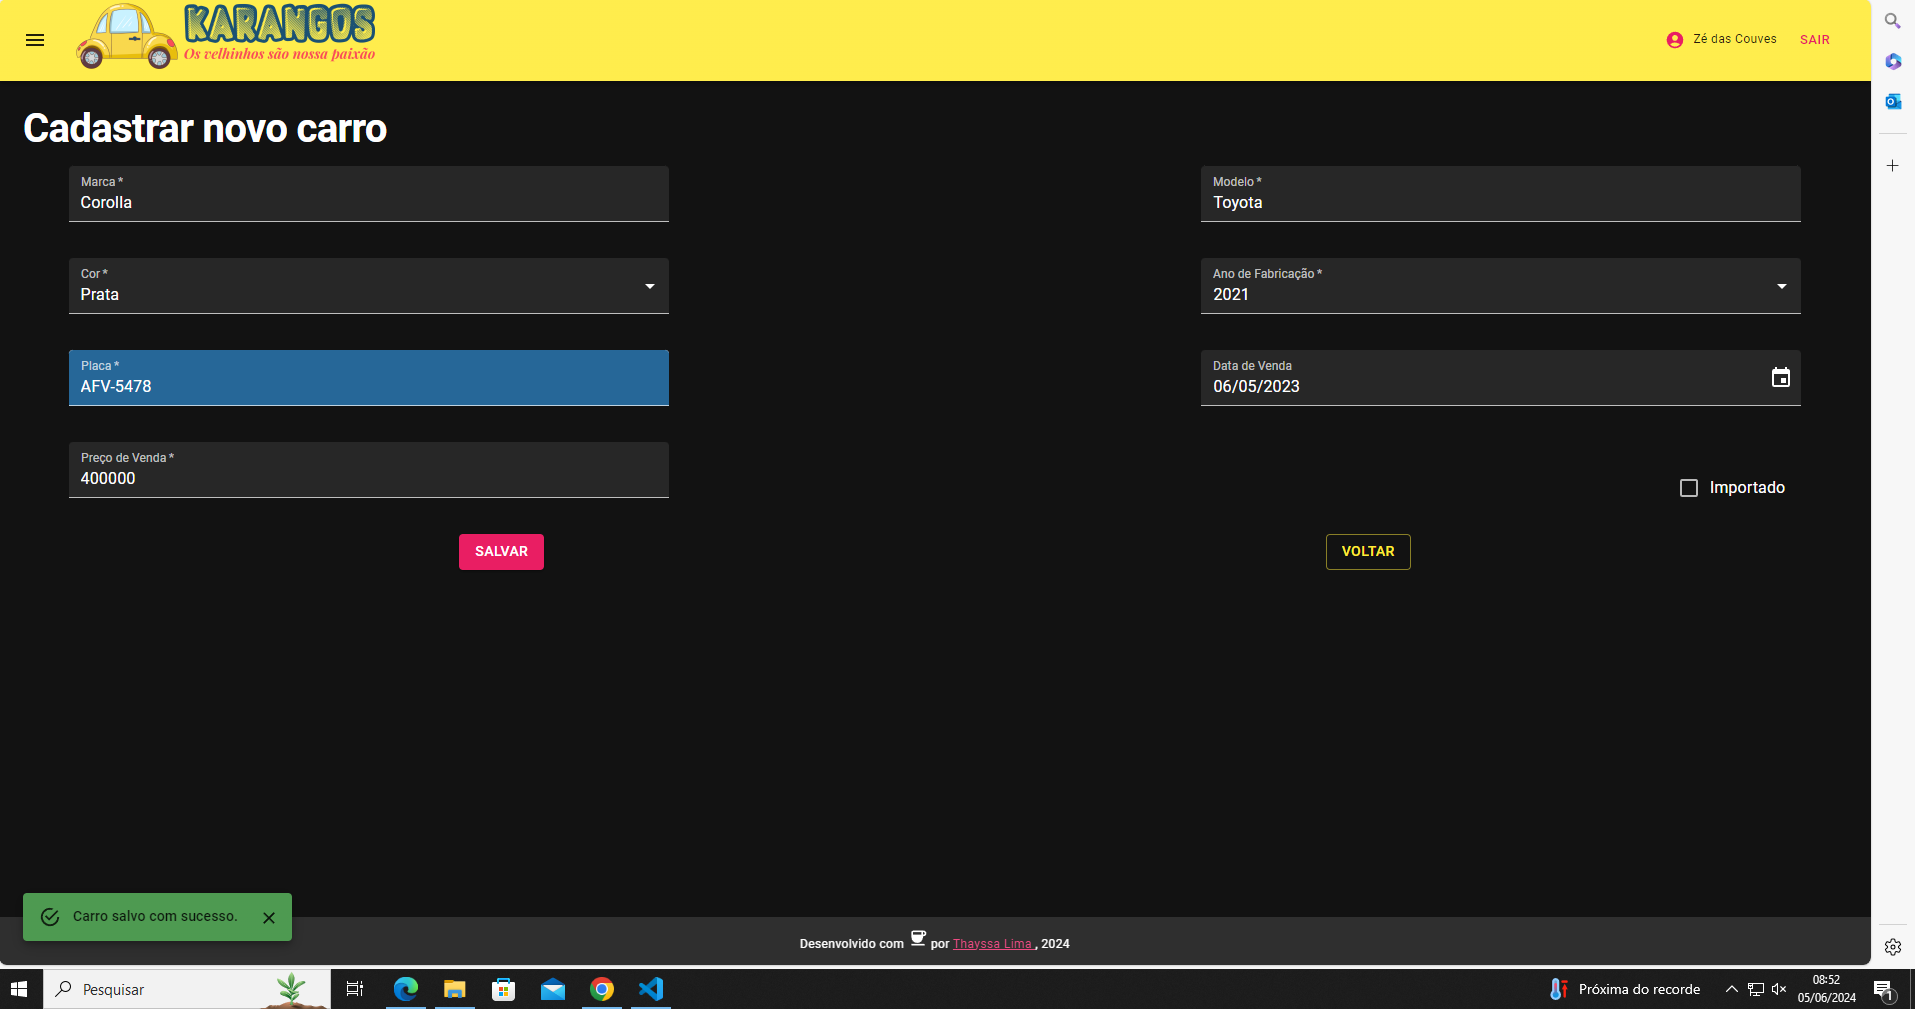 KARANGOS
Os velhinhos são nossa paixão
Zé das Couves
SAIR
Cadastrar novo carro
Marca *
Corolla
Modelo *
Toyota
Cor *
Prata
Ano de Fabricação *
2021
Placa *
AFV-5478
Data de Venda
06/05/2023
Preço de Venda *
400000
Importado
SALVAR
VOLTAR
Carro salvo com sucesso.
Desenvolvido com por Thayssa Lima , 2024
Pesquisar
Próxima do recorde
08:52
05/06/2024
1